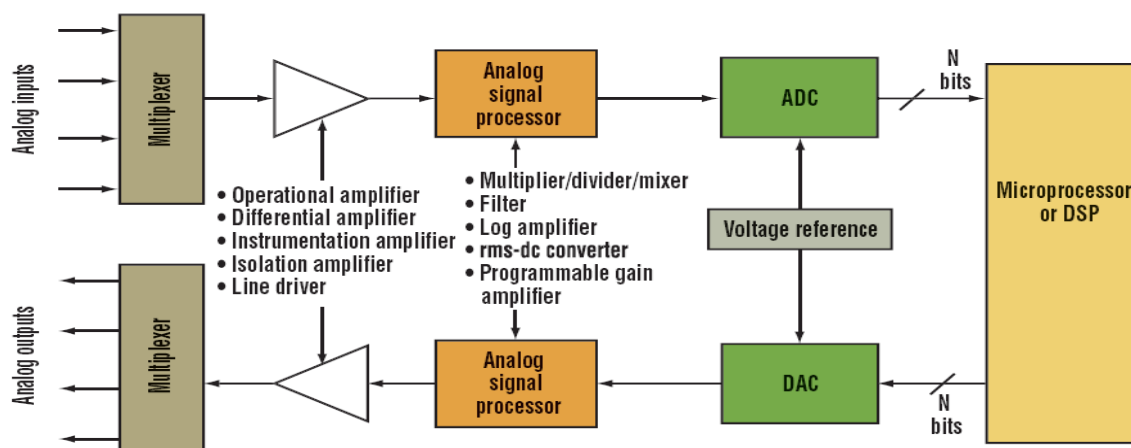 Analog inputs
Multiplexer
Analog
signal
processor
ADC
N
bits
Microprocessor
or DSP
• Operational amplifier
• Differential amplifier
• Instrumentation amplifier
• Isolation amplifier
• Line driver
• Multiplier/divider/mixer
• Filter
• Log amplifier
• rms-dc converter
• Programmable gain
amplifier
Voltage reference
Analog outputs
Multiplexer
Analog
signal
processor
DAC
N
bits